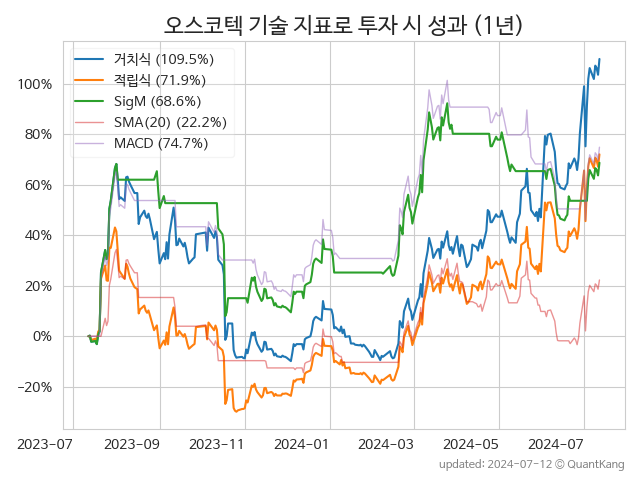 오스코텍 기술 지표로 투자 시 성과 (1년)
거치식 (109.5%)
적립식 (71.9%)
SigM (68.6%)
SMA(20) (22.2%)
MACD (74.7%)
100%
80%
60%
40%
20%
0%
−20%
2023-07 2023-09 2023-11 2024-01 2024-03 2024-05 2024-07
updated: 2024-07-12 © QuantKang